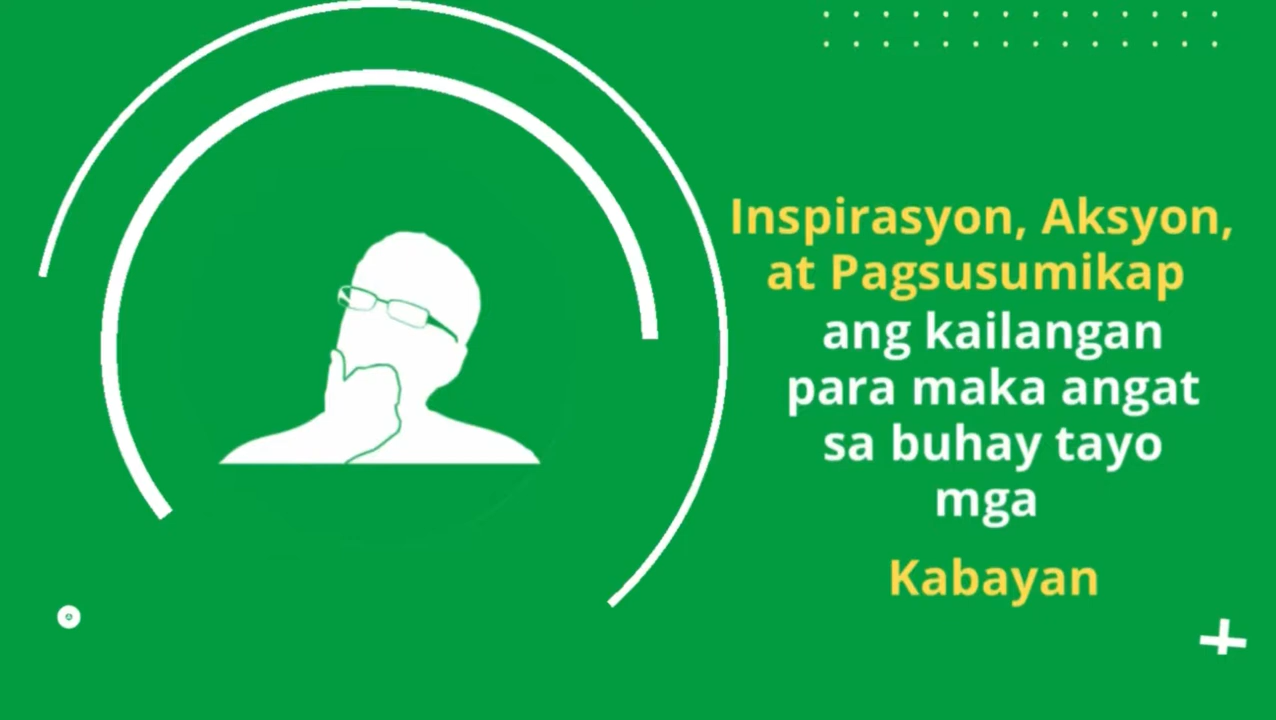 Inspirasyon, Aksyon,
at Pagsusumikap
ang kailangan
para maka angat
sa buhay tayo
mga
Kabayan